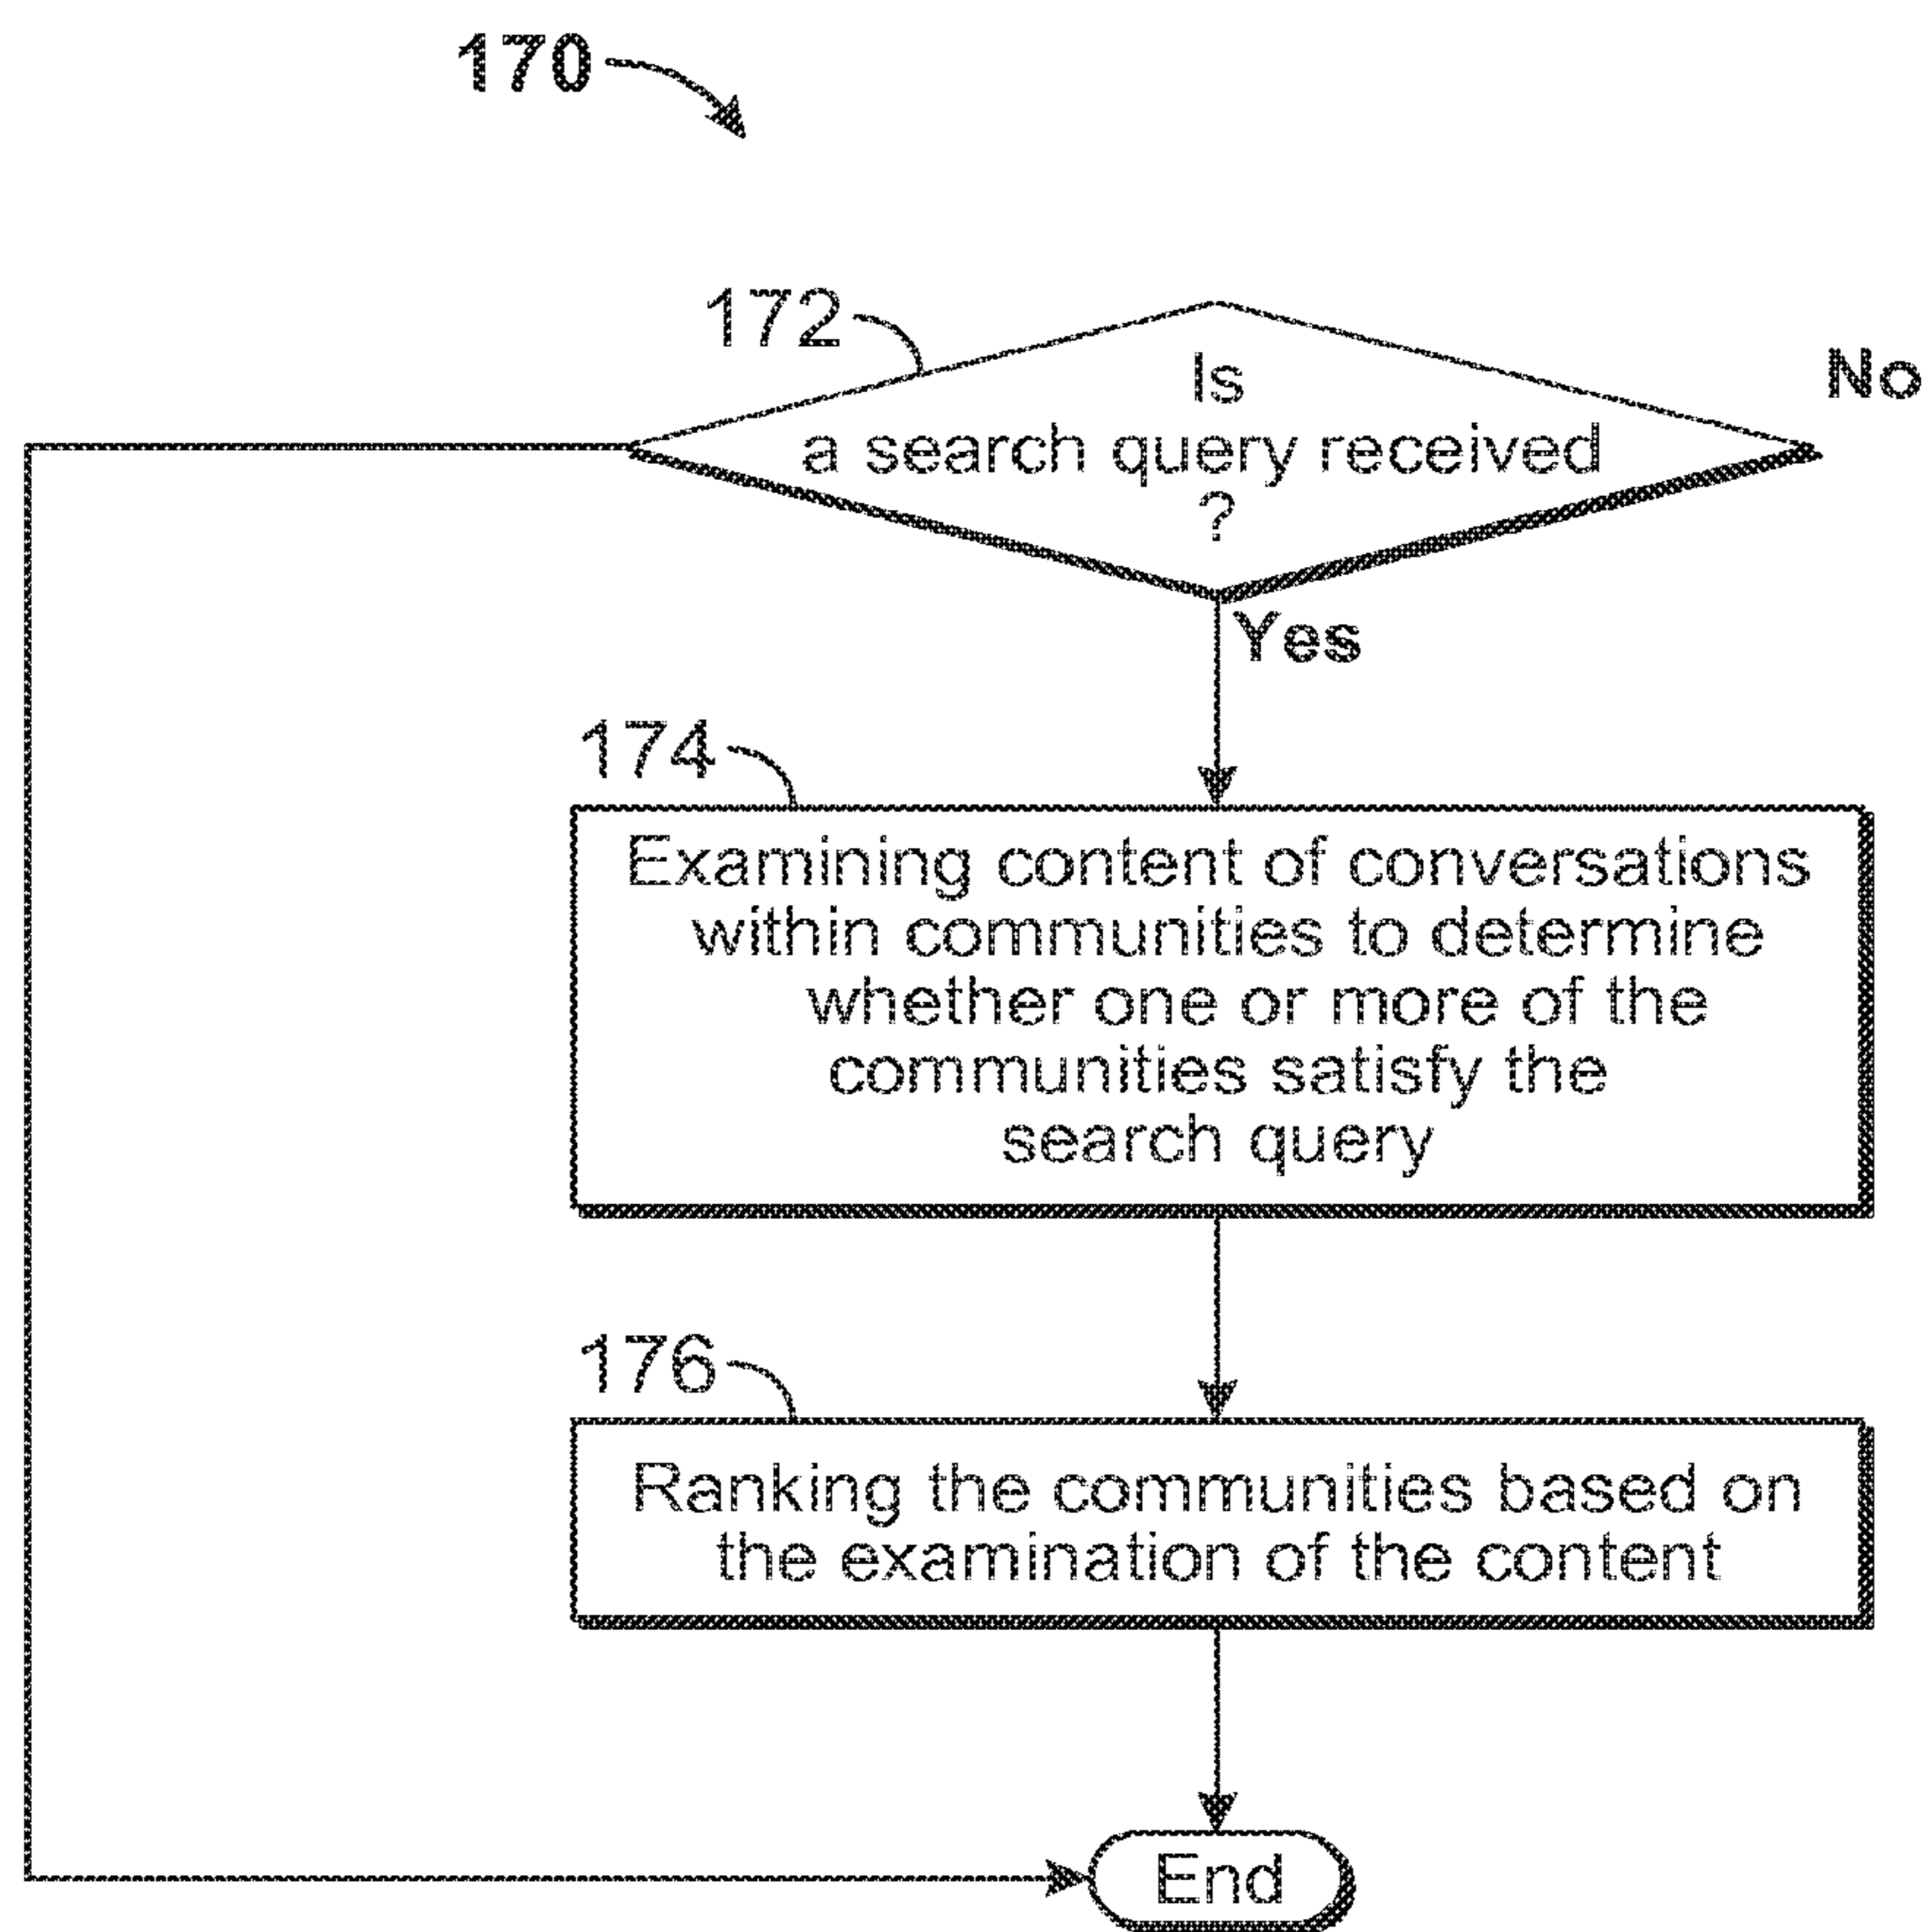 170
172
Is
a search query received
?
No
Yes
174
Examining content of conversations
within communities to determine
whether one or more of the
communities satisfy the
search query
176
Ranking the communities based on
the examination of the content
End